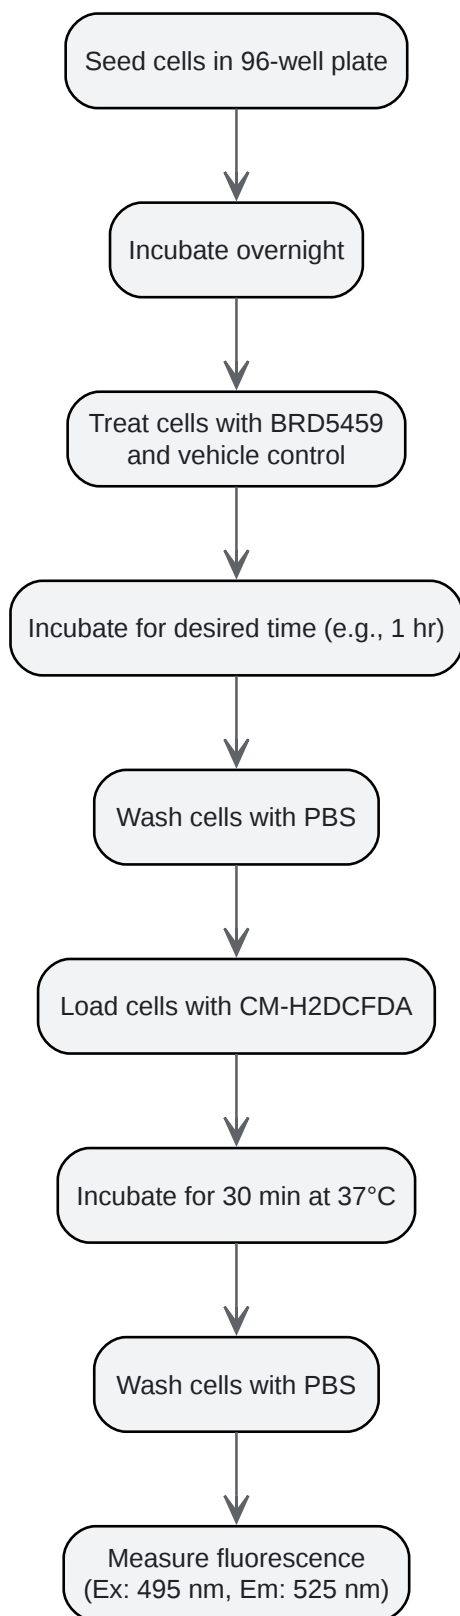 Seed cells in 96-well plate
Incubate overnight
Treat cells with BRD5459
and vehicle control
Incubate for desired time (e.g., 1 hr)
Wash cells with PBS
Load cells with CM-H2DCFDA
Incubate for 30 min at 37°C
Wash cells with PBS
Measure fluorescence
(Ex: 495 nm, Em: 525 nm)